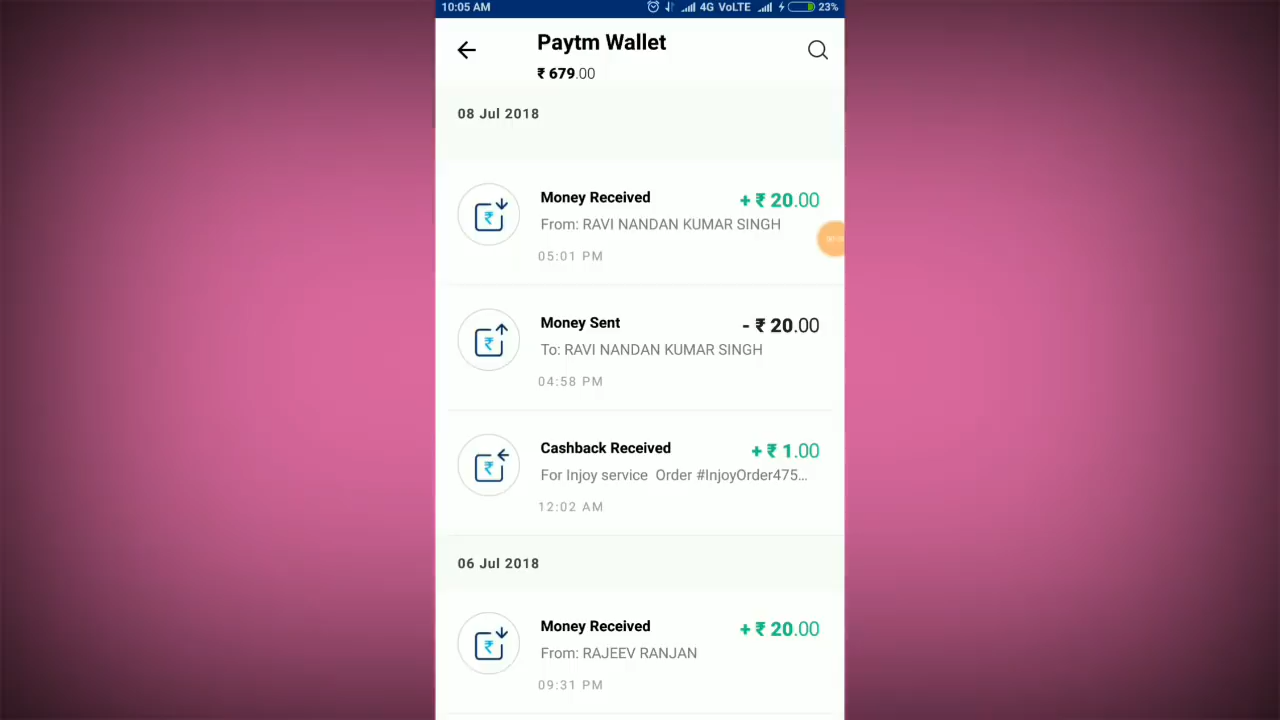 10:05 AM
4G VoLTE
23%
Paytm Wallet
₹ 679.00
08 Jul 2018
Money Received
+ ₹ 20.00
From: RAVI NANDAN KUMAR SINGH
05:01 PM
Money Sent
- ₹ 20.00
To: RAVI NANDAN KUMAR SINGH
04:58 PM
Cashback Received
+ ₹ 1.00
For Injoy service Order #InjoyOrder475...
12:02 AM
06 Jul 2018
Money Received
+ ₹ 20.00
From: RAJEEV RANJAN
09:31 PM